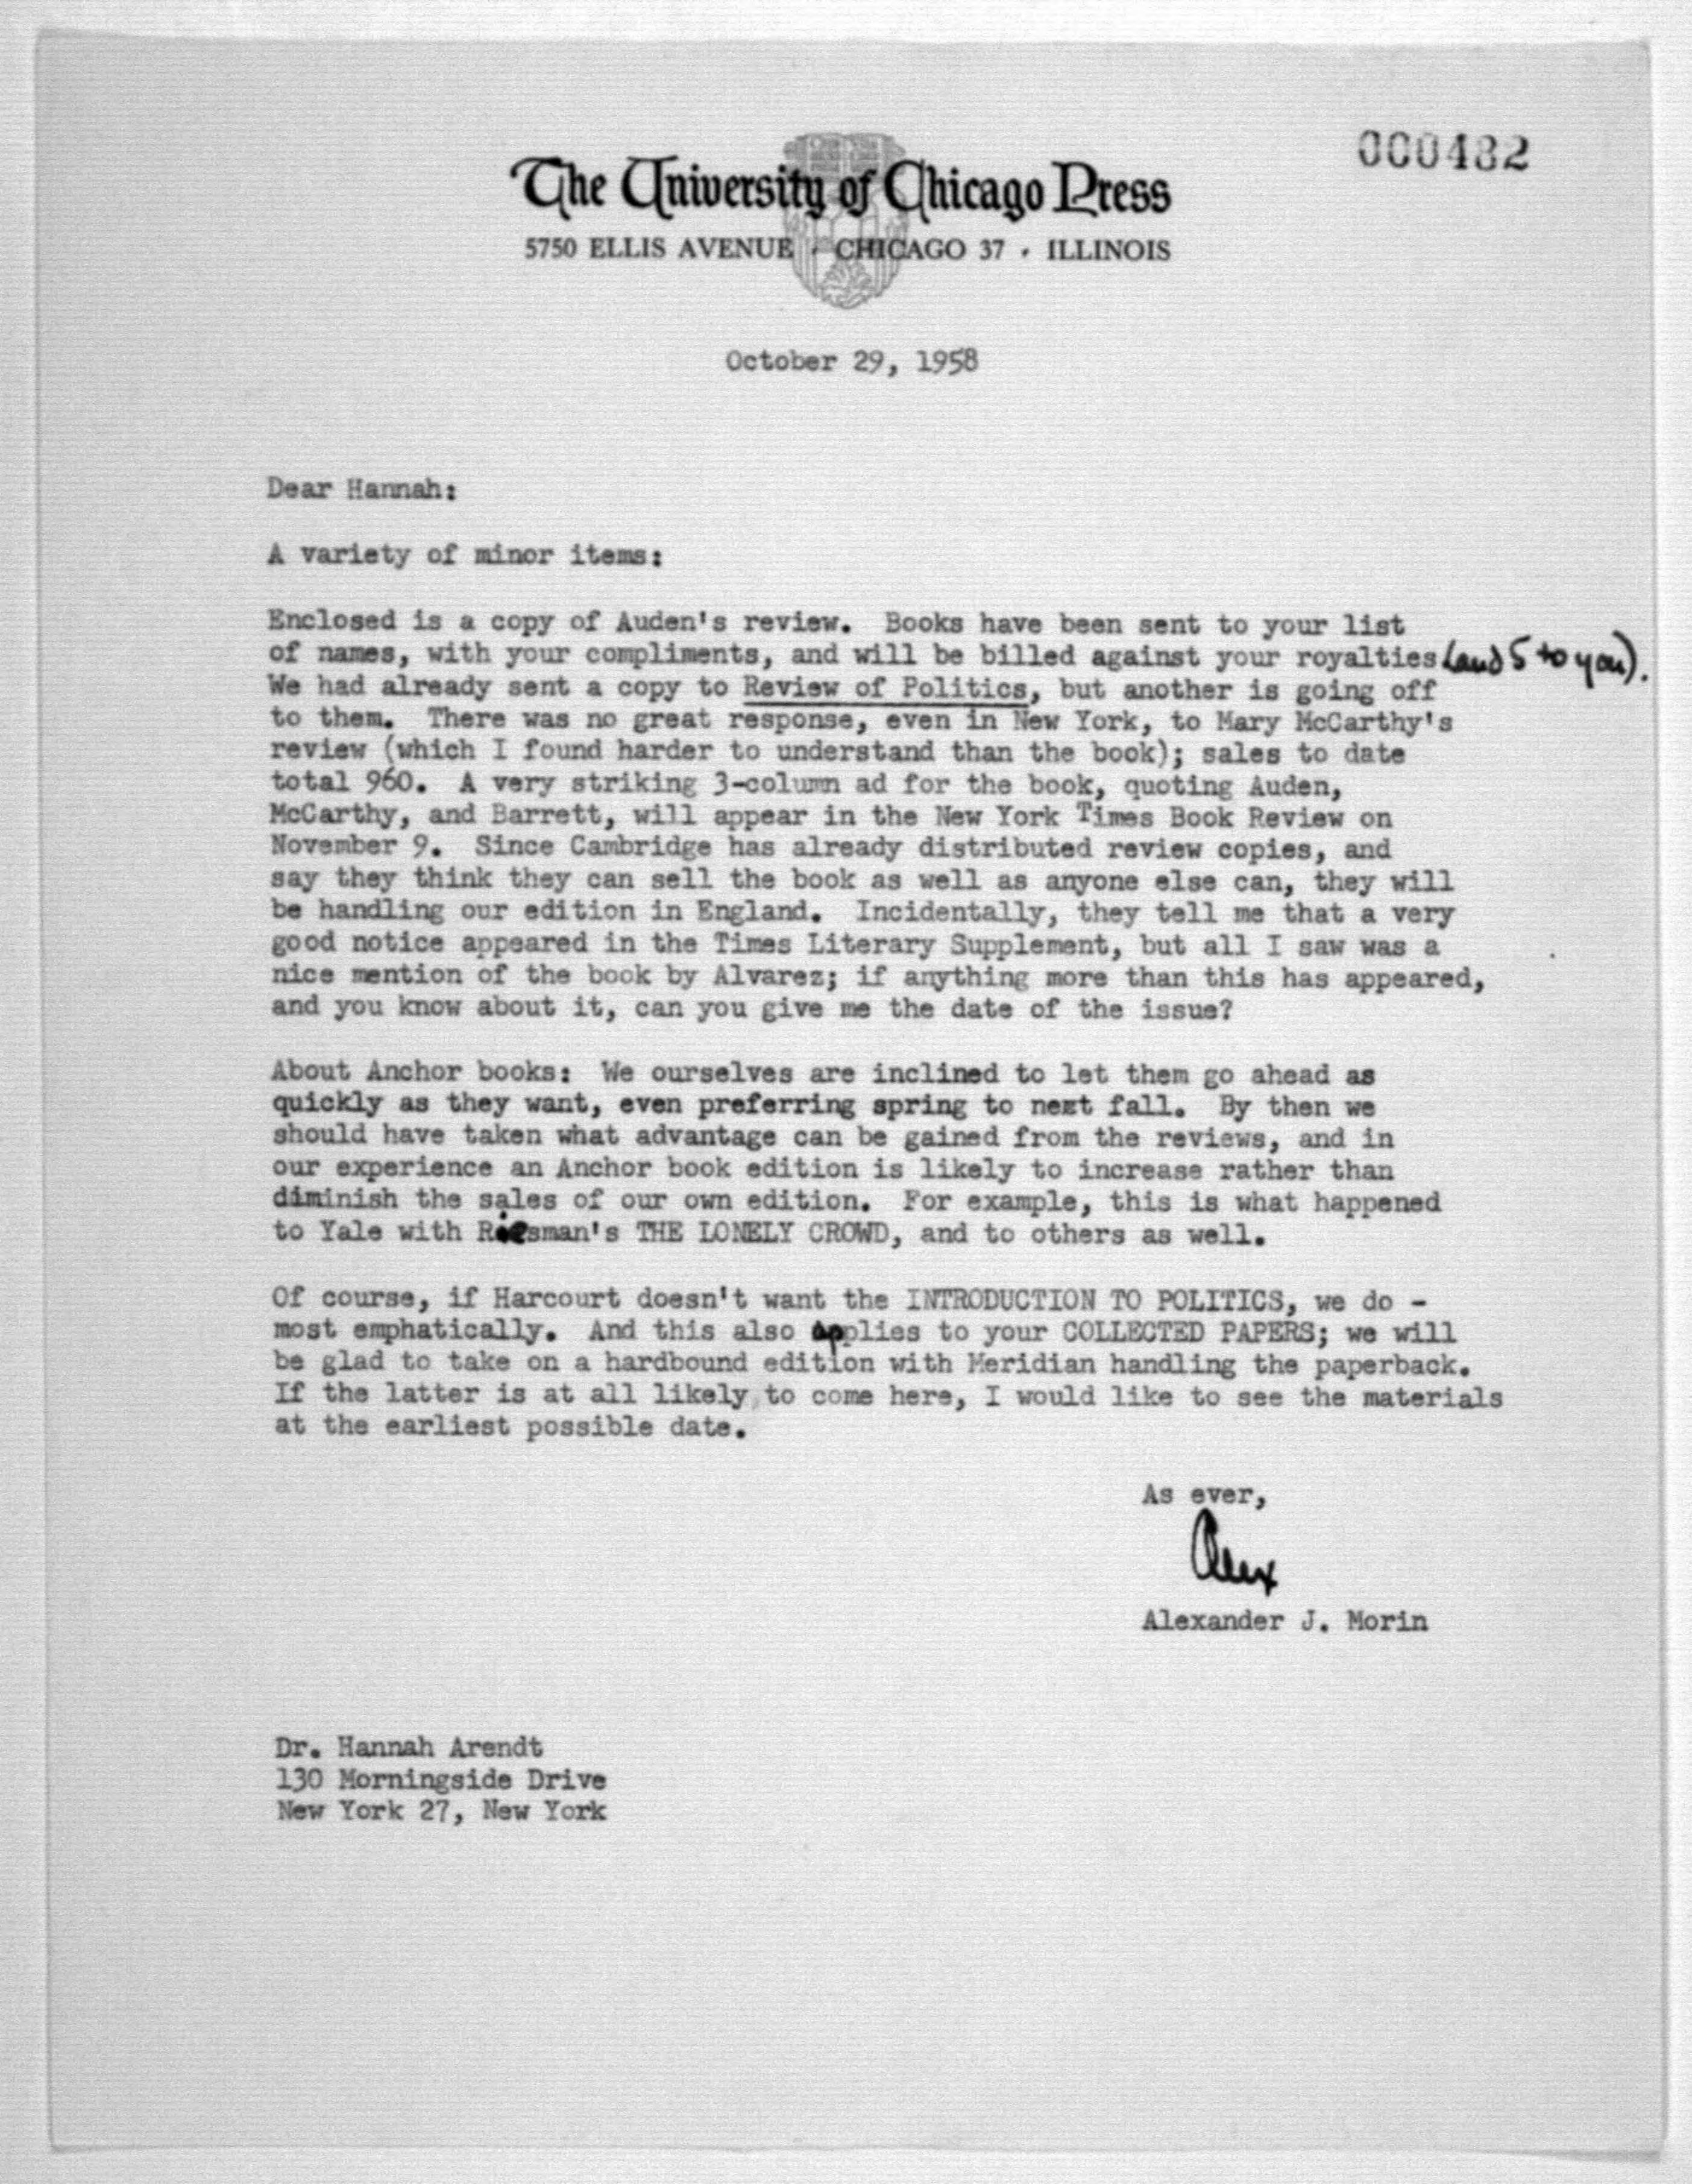 000482
The University of Chicago Press
5750 ELLIS AVENUE · CHICAGO 37 · ILLINOIS
October 29, 1958
Dear Hannah:
A variety of minor items:
Enclosed is a copy of Auden's review. Books have been sent to your list
of names, with your compliments, and will be billed against your royalties (and 5 to you).
We had already sent a copy to Review of Politics, but another is going off
to them. There was no great response, even in New York, to Mary McCarthy's
review (which I found harder to understand than the book); sales to date
total 960. A very striking 3-column ad for the book, quoting Auden,
McCarthy, and Barrett, will appear in the New York Times Book Review on
November 9. Since Cambridge has already distributed review copies, and
say they think they can sell the book as well as anyone else can, they will
be handling our edition in England. Incidentally, they tell me that a very
good notice appeared in the Times Literary Supplement, but all I saw was a
nice mention of the book by Alvarez; if anything more than this has appeared,
and you know about it, can you give me the date of the issue?
About Anchor books: We ourselves are inclined to let them go ahead as
quickly as they want, even preferring spring to next fall. By then we
should have taken what advantage can be gained from the reviews, and in
our experience an Anchor book edition is likely to increase rather than
diminish the sales of our own edition. For example, this is what happened
to Yale with Riesman's THE LONELY CROWD, and to others as well.
Of course, if Harcourt doesn't want the INTRODUCTION TO POLITICS, we do -
most emphatically. And this also applies to your COLLECTED PAPERS; we will
be glad to take on a hardbound edition with Meridian handling the paperback.
If the latter is at all likely to come here, I would like to see the materials
at the earliest possible date.
As ever,
Alex
Alexander J. Morin
Dr. Hannah Arendt
130 Morningside Drive
New York 27, New York